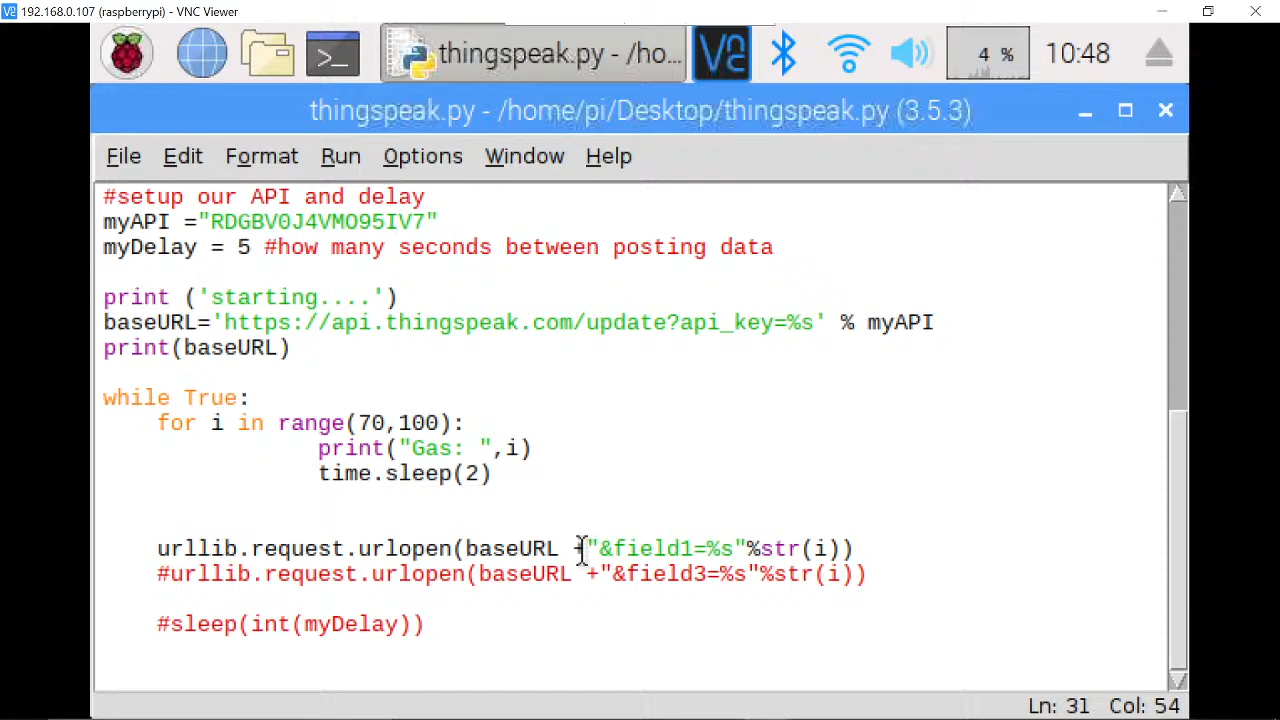 192.168.0.107 (raspberrypi) - VNC Viewer
thingspeak.py - /ho...
4 %
10:48
thingspeak.py - /home/pi/Desktop/thingspeak.py (3.5.3)
File Edit Format Run Options Window Help
#setup our API and delay
myAPI ="RDGBV0J4VMO95IV7"
myDelay = 5 #how many seconds between posting data
print ('starting....')
baseURL='https://api.thingspeak.com/update?api_key=%s' % myAPI
print(baseURL)
while True:
for i in range(70,100):
print("Gas: ",i)
time.sleep(2)
urllib.request.urlopen(baseURL +"&field1=%s"%str(i))
#urllib.request.urlopen(baseURL +"&field3=%s"%str(i))
#sleep(int(myDelay))
Ln: 31 Col: 54